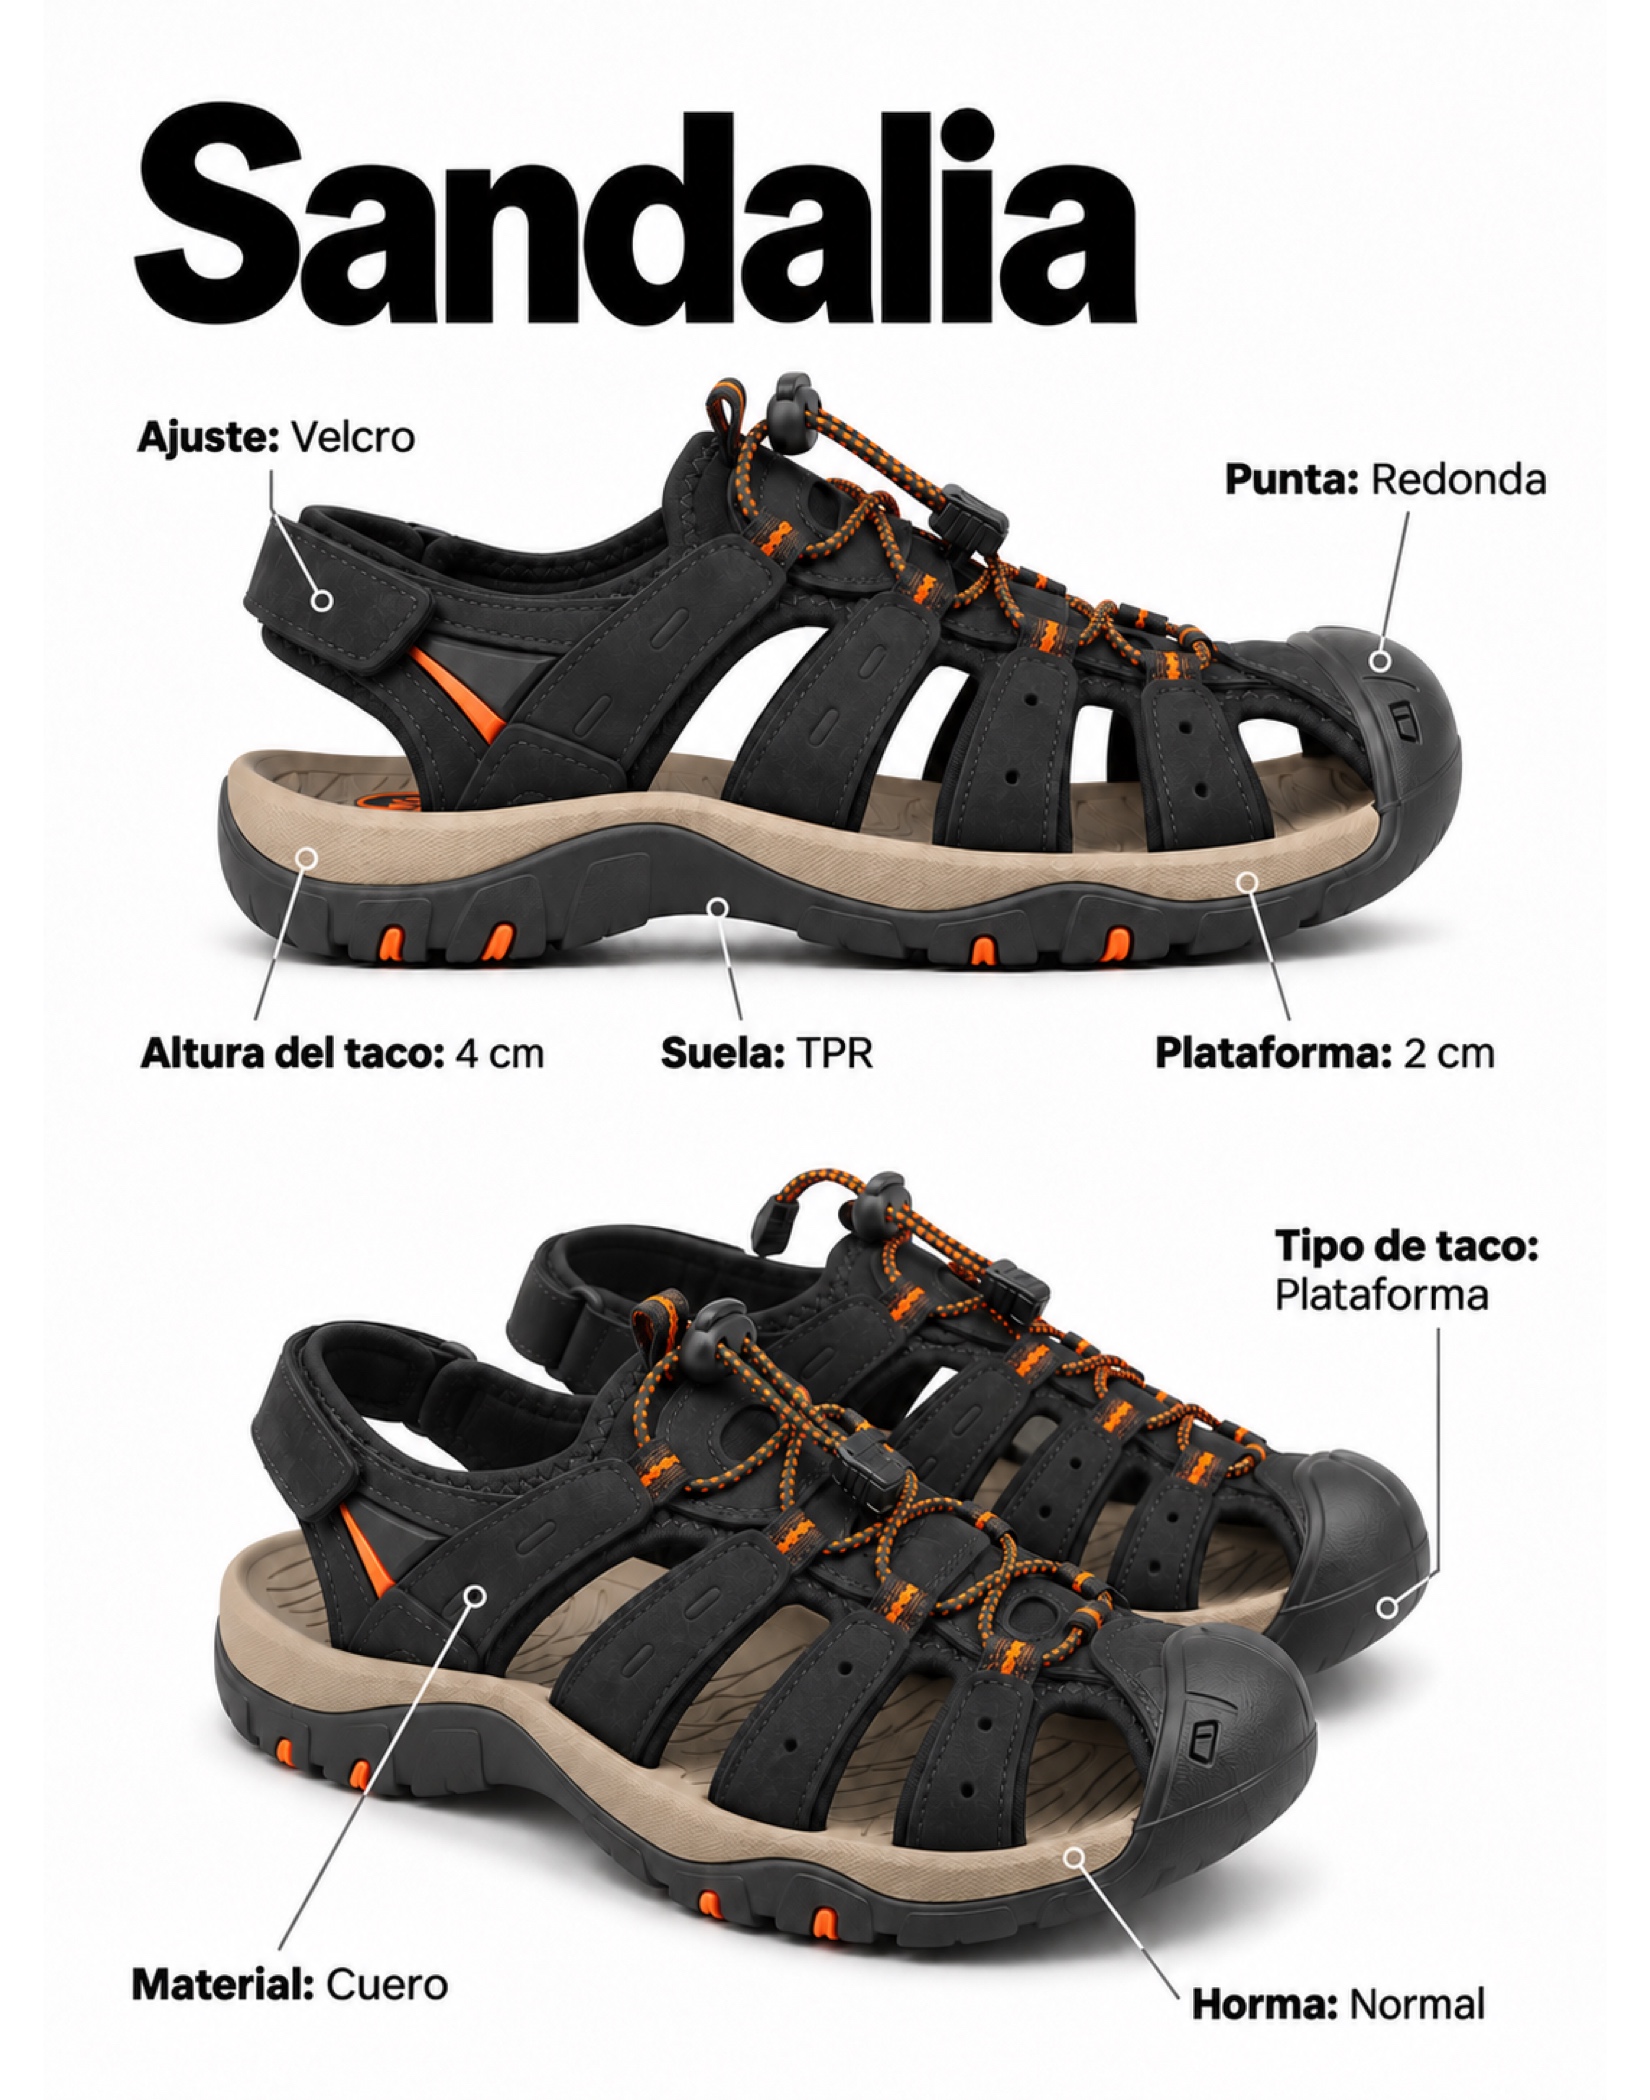 Sandalia
Ajuste: Velcro
Punta: Redonda
Altura del taco: 4 cm
Suela: TPR
Plataforma: 2 cm
Tipo de taco:
Plataforma
Material: Cuero
Horma: Normal